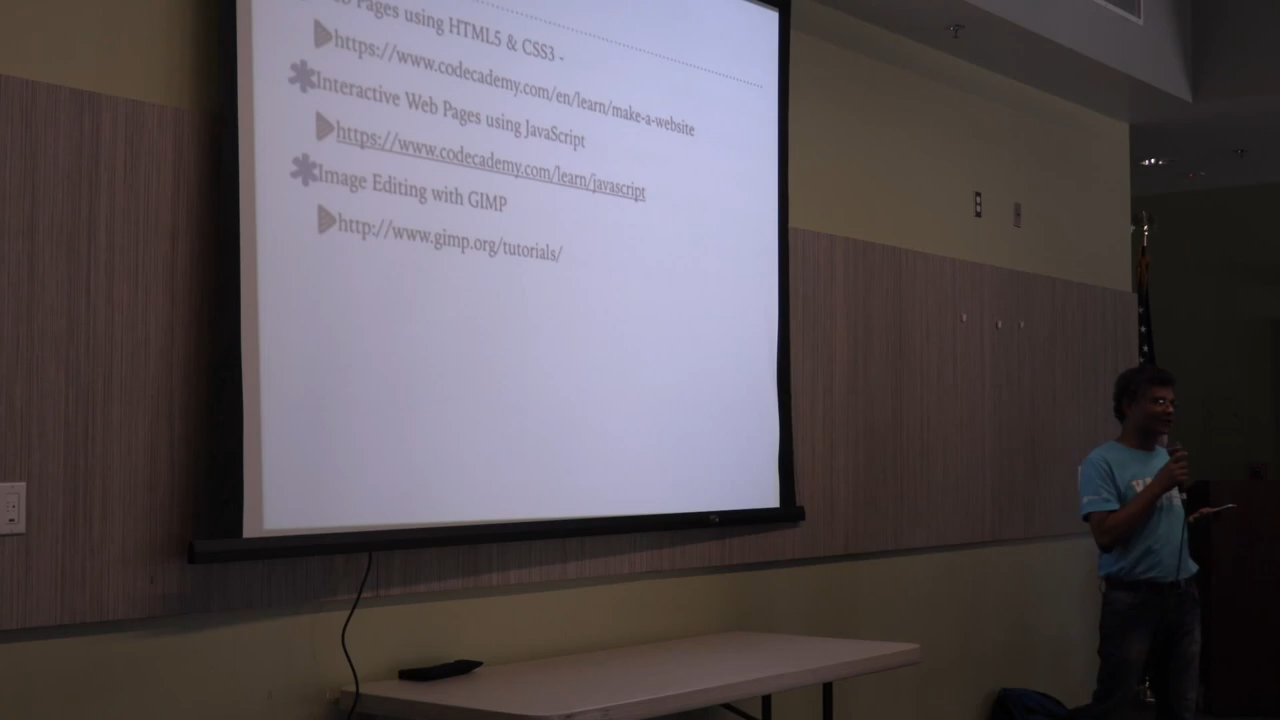 Pages using HTML5 & CSS3 -
https://www.codecademy.com/en/learn/make-a-website
Interactive Web Pages using JavaScript
https://www.codecademy.com/learn/javascript
Image Editing with GIMP
http://www.gimp.org/tutorials/